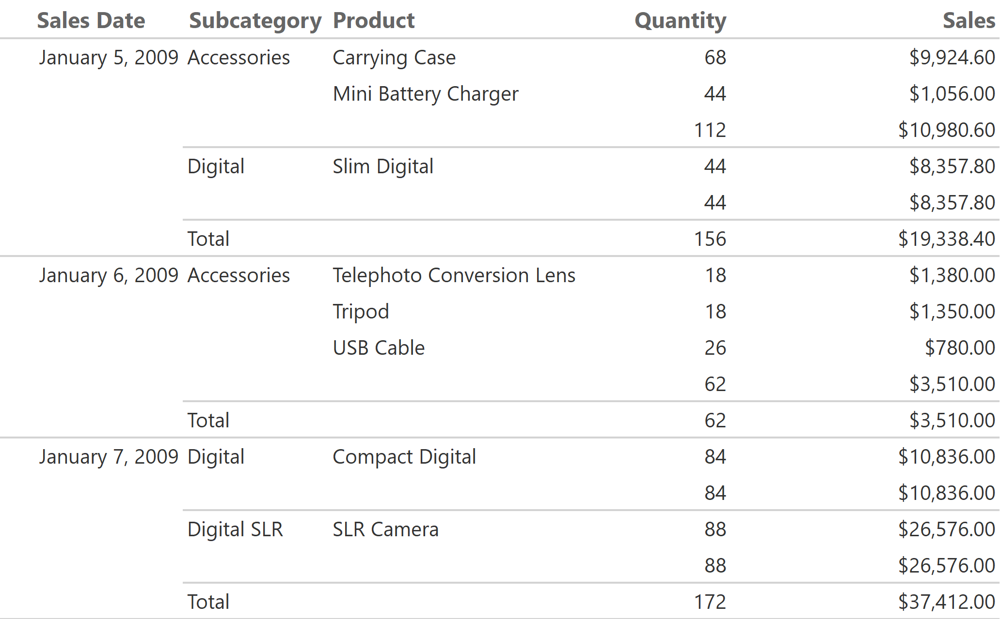 Sales Date Subcategory Product Quantity Sales
January 5, 2009 Accessories Carrying Case 68 $9,924.60
Mini Battery Charger 44 $1,056.00
112 $10,980.60
Digital Slim Digital 44 $8,357.80
44 $8,357.80
Total 156 $19,338.40
January 6, 2009 Accessories Telephoto Conversion Lens 18 $1,380.00
Tripod 18 $1,350.00
USB Cable 26 $780.00
62 $3,510.00
Total 62 $3,510.00
January 7, 2009 Digital Compact Digital 84 $10,836.00
84 $10,836.00
Digital SLR SLR Camera 88 $26,576.00
88 $26,576.00
Total 172 $37,412.00